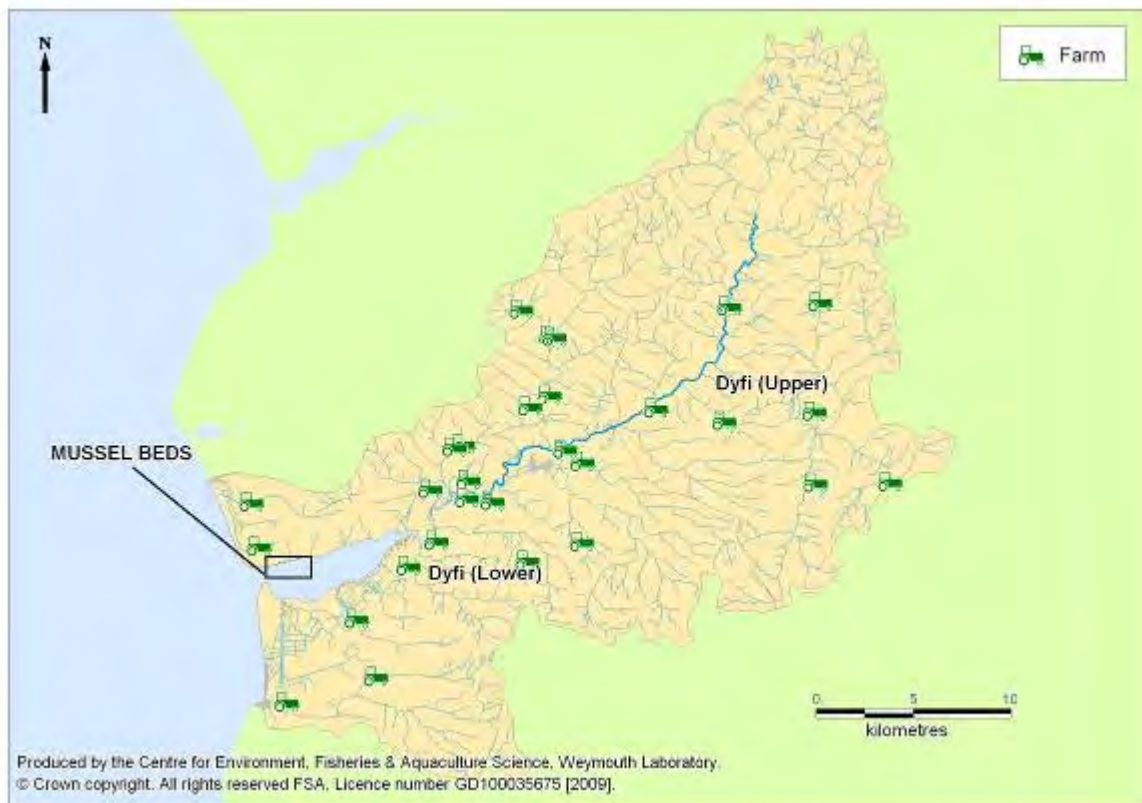 N
Farm
Dyfi (Upper)
MUSSEL BEDS
Dyfi (Lower)
0 5 10
kilometres
Produced by the Centre for Environment, Fisheries & Aquaculture Science, Weymouth Laboratory.
© Crown copyright. All rights reserved FSA, Licence number GD100035675 [2009].